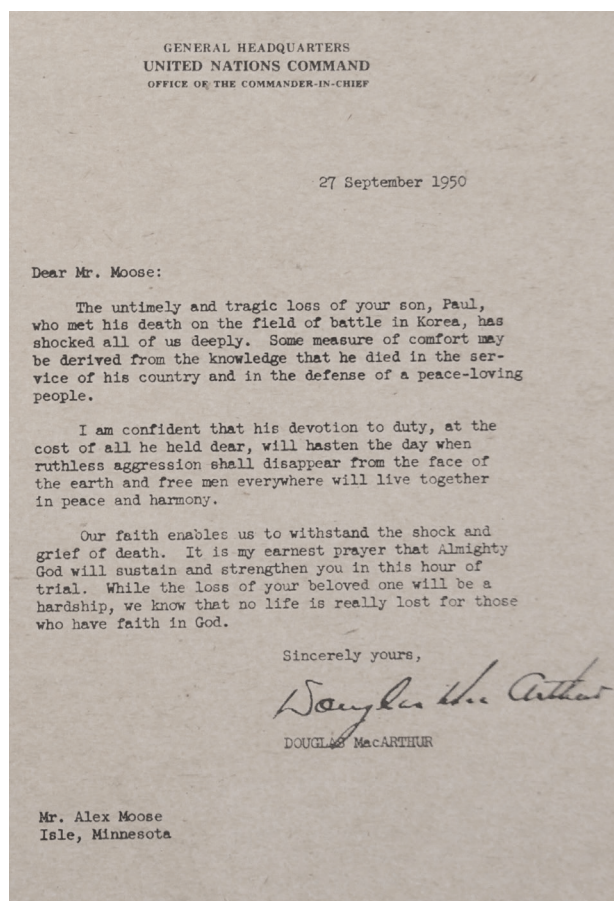 GENERAL HEADQUARTERS
UNITED NATIONS COMMAND
OFFICE OF THE COMMANDER-IN-CHIEF
27 September 1950
Dear Mr. Moose:
The untimely and tragic loss of your son, Paul,
who met his death on the field of battle in Korea, has
shocked all of us deeply. Some measure of comfort may
be derived from the knowledge that he died in the ser-
vice of his country and in the defense of a peace-loving
people.
I am confident that his devotion to duty, at the
cost of all he held dear, will hasten the day when
ruthless aggression shall disappear from the face of
the earth and free men everywhere will live together
in peace and harmony.
Our faith enables us to withstand the shock and
grief of death. It is my earnest prayer that Almighty
God will sustain and strengthen you in this hour of
trial. While the loss of your beloved one will be a
hardship, we know that no life is really lost for those
who have faith in God.
Sincerely yours,
Douglas MacArthur
DOUGLAS MacARTHUR
Mr. Alex Moose
Isle, Minnesota